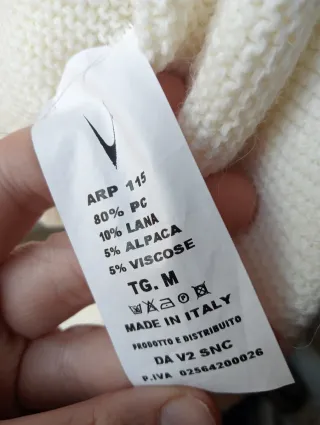 ARP 115
80% PC
10% LANA
5% ALPACA
5% VISCOSE
TG. M
MADE IN ITALY
PRODOTTO E DISTRIBUITO
DA V2 SNC
P.IVA 02564200026